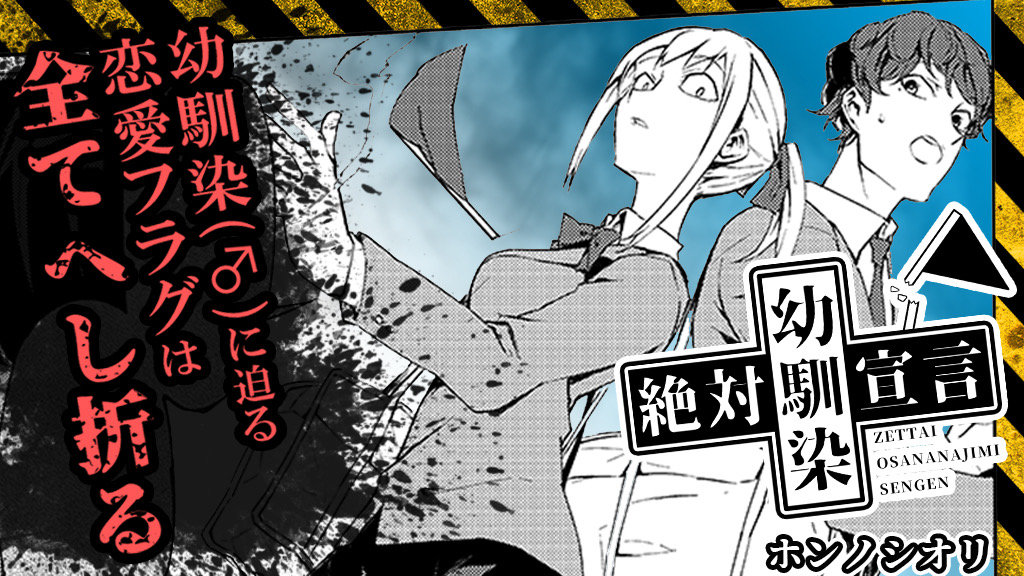 幼馴染(♂)に迫る
恋愛フラグは
全てへし折る
絶対幼馴染宣言
ZETTAI
OSANANAJIMI
SENGEN
ホンノシオリ